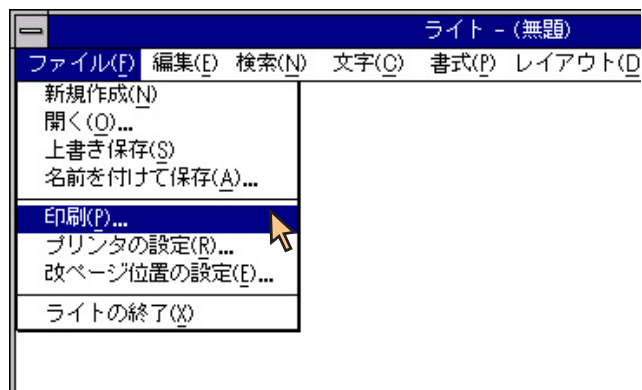 ライト - (無題)
ファイル(F) 編集(E) 検索(N) 文字(C) 書式(P) レイアウト(D
新規作成(N)
開く(O)...
上書き保存(S)
名前を付けて保存(A)...
印刷(P)...
プリンタの設定(R)...
改ページ位置の設定(E)...
ライトの終了(X)